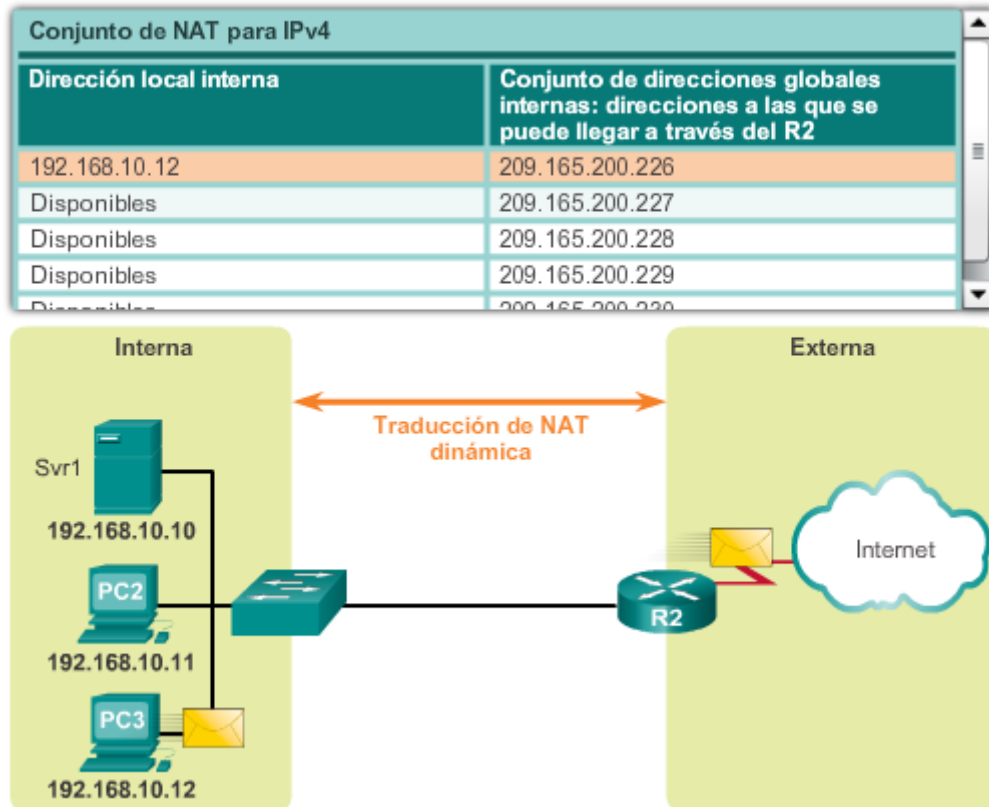 Conjunto de NAT para IPv4
Dirección local interna
Conjunto de direcciones globales
internas: direcciones a las que se
puede llegar a través del R2
192.168.10.12
209.165.200.226
Disponibles
209.165.200.227
Disponibles
209.165.200.228
Disponibles
209.165.200.229
Interna
Externa
Traducción de NAT
dinámica
Svr1
192.168.10.10
PC2
192.168.10.11
PC3
192.168.10.12
R2
Internet